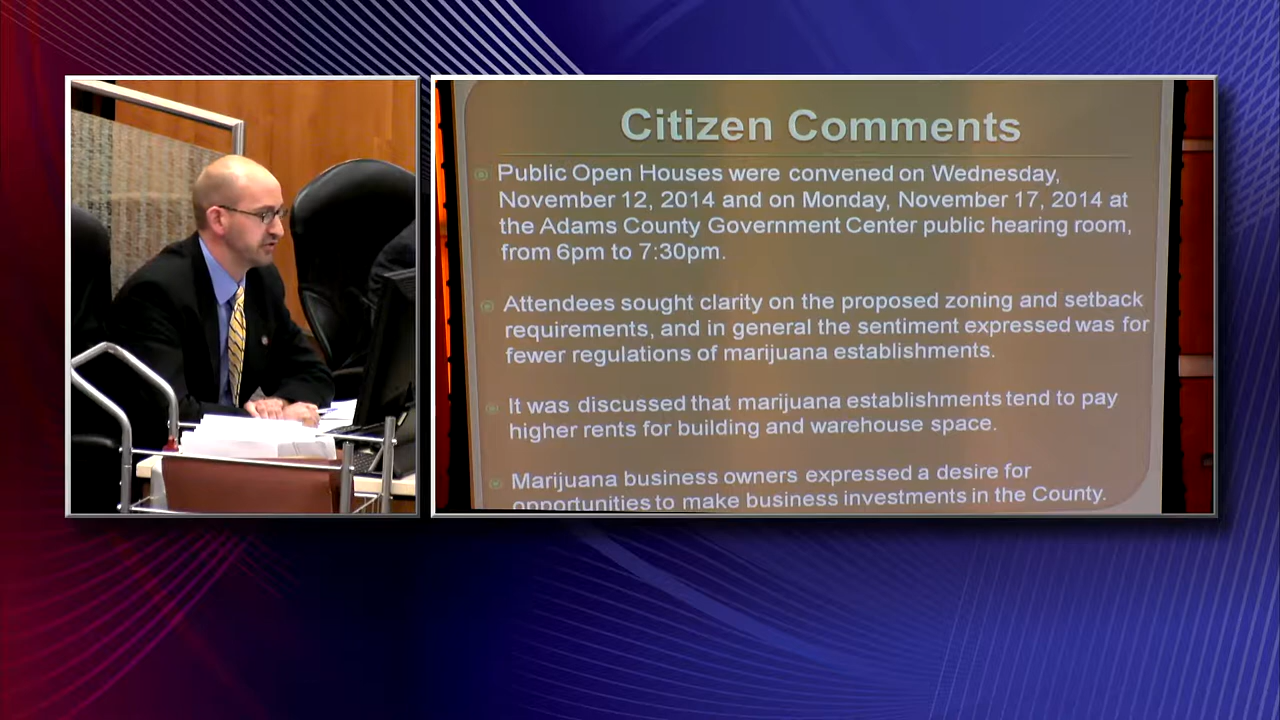 Citizen Comments
Public Open Houses were convened on Wednesday,
November 12, 2014 and on Monday, November 17, 2014 at
the Adams County Government Center public hearing room,
from 6pm to 7:30pm.
Attendees sought clarity on the proposed zoning and setback
requirements, and in general the sentiment expressed was for
fewer regulations of marijuana establishments.
It was discussed that marijuana establishments tend to pay
higher rents for building and warehouse space.
Marijuana business owners expressed a desire for
opportunities to make business investments in the County.